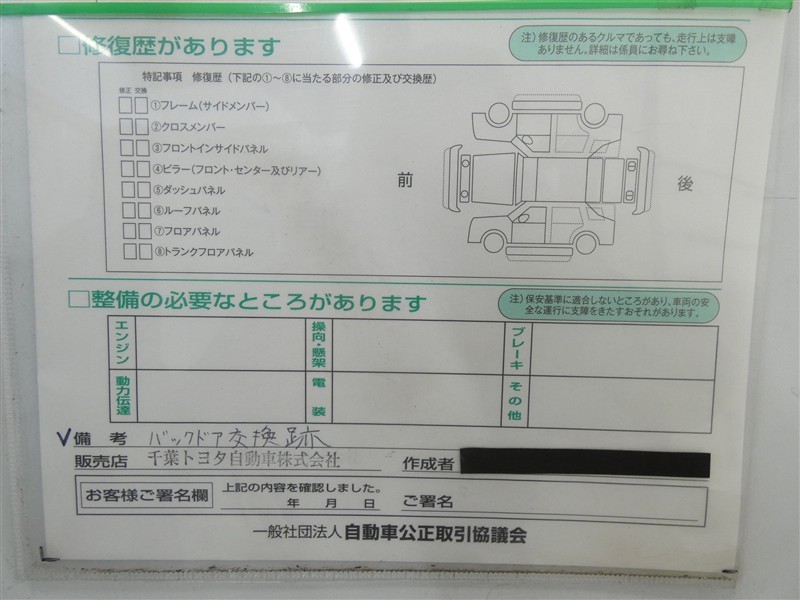 □修復歴があります
注）修復歴のあるクルマであっても、走行上は支障
ありません。詳細は係員にお尋ね下さい。
特記事項 修復歴（下記の①～⑧に当たる部分の修正及び交換歴）
修正 交換
①フレーム（サイドメンバー）
②クロスメンバー
③フロントインサイドパネル
④ピラー（フロント・センター及びリアー）
⑤ダッシュパネル
⑥ルーフパネル
⑦フロアパネル
⑧トランクフロアパネル
前
後
□整備の必要なところがあります
注）保安基準に適合しないところがあり、車両の安
全な運行に支障をきたすおそれがあります。
エンジン
操向・懸架
ブレーキ
動力伝達
電装
その他
✓備考 バックドア交換跡
販売店 千葉トヨタ自動車株式会社 作成者
お客様ご署名欄
上記の内容を確認しました。
年 月 日
ご署名
一般社団法人 自動車公正取引協議会